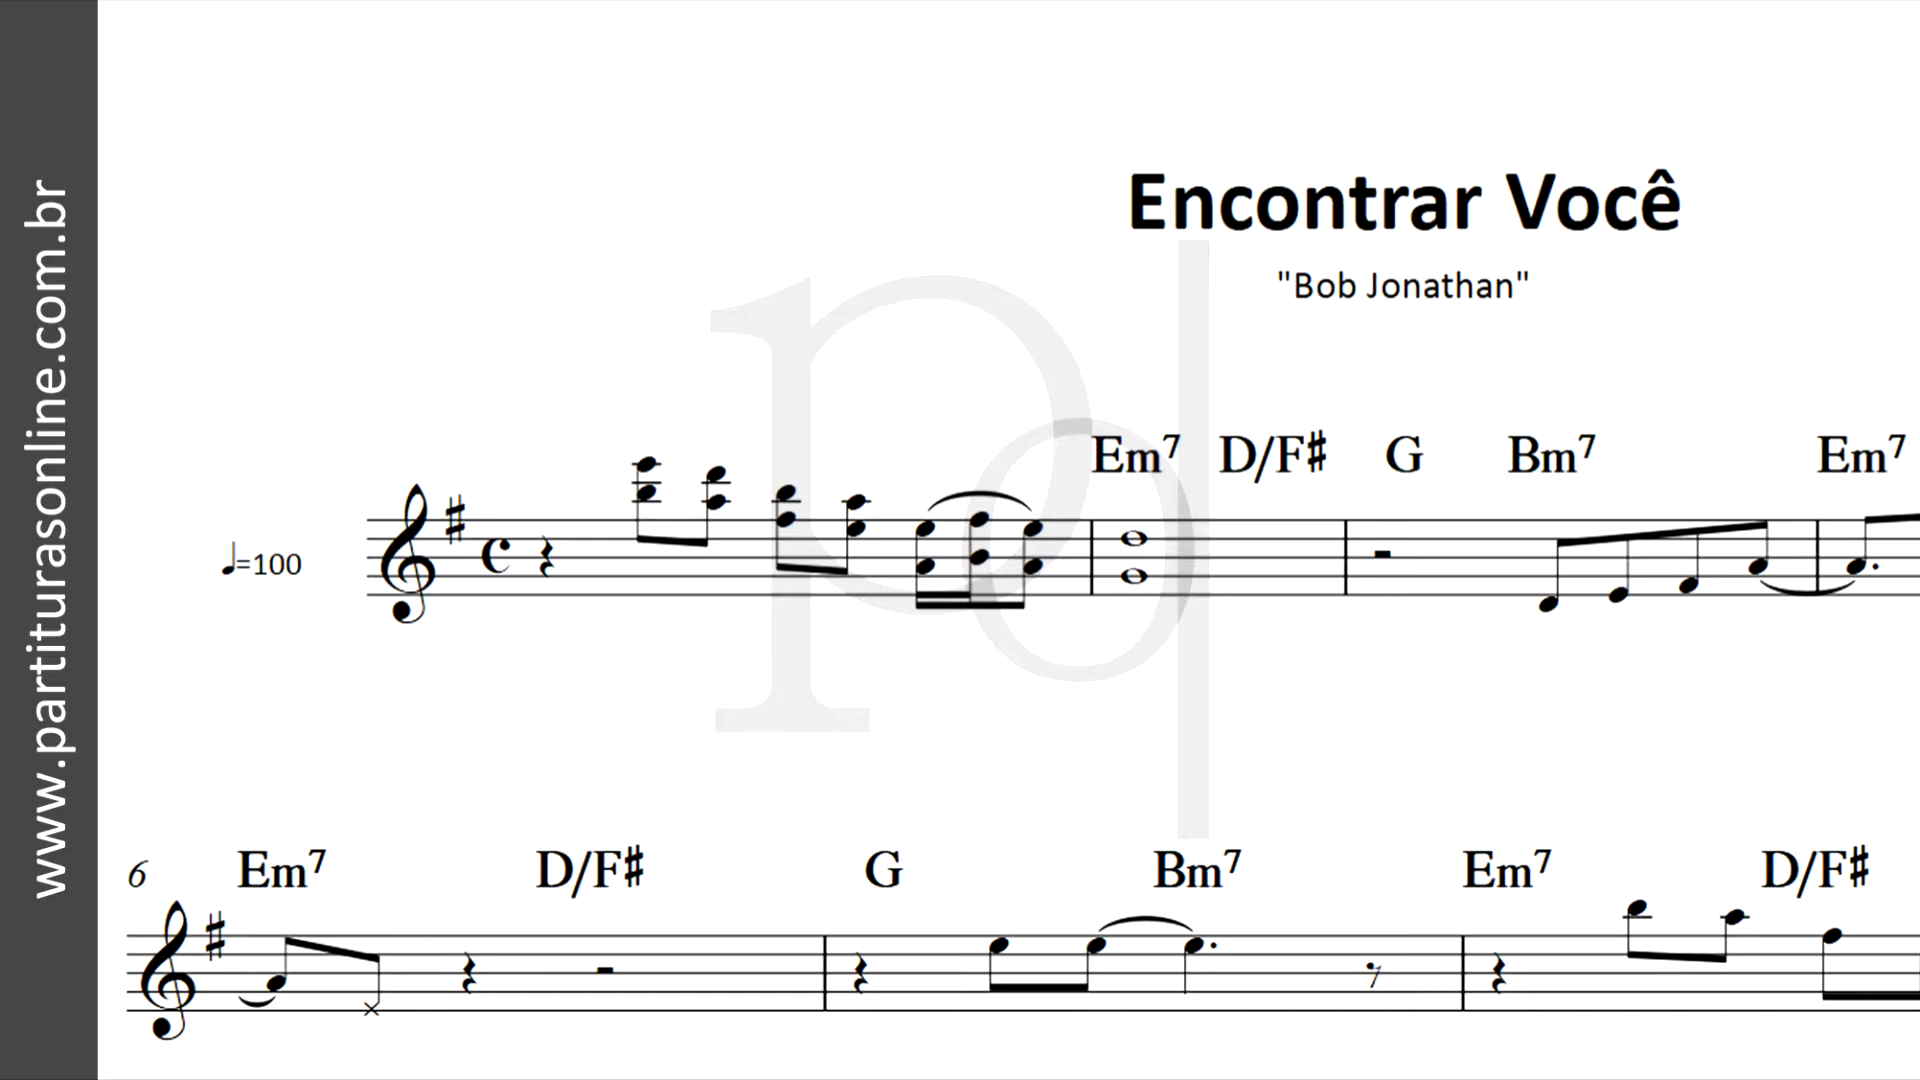 www.partiturasonline.com.br
Encontrar Você
"Bob Jonathan"
Em7 D/F♯ G Bm7 Em7
♩=100
6 Em7 D/F♯ G Bm7 Em7 D/F♯